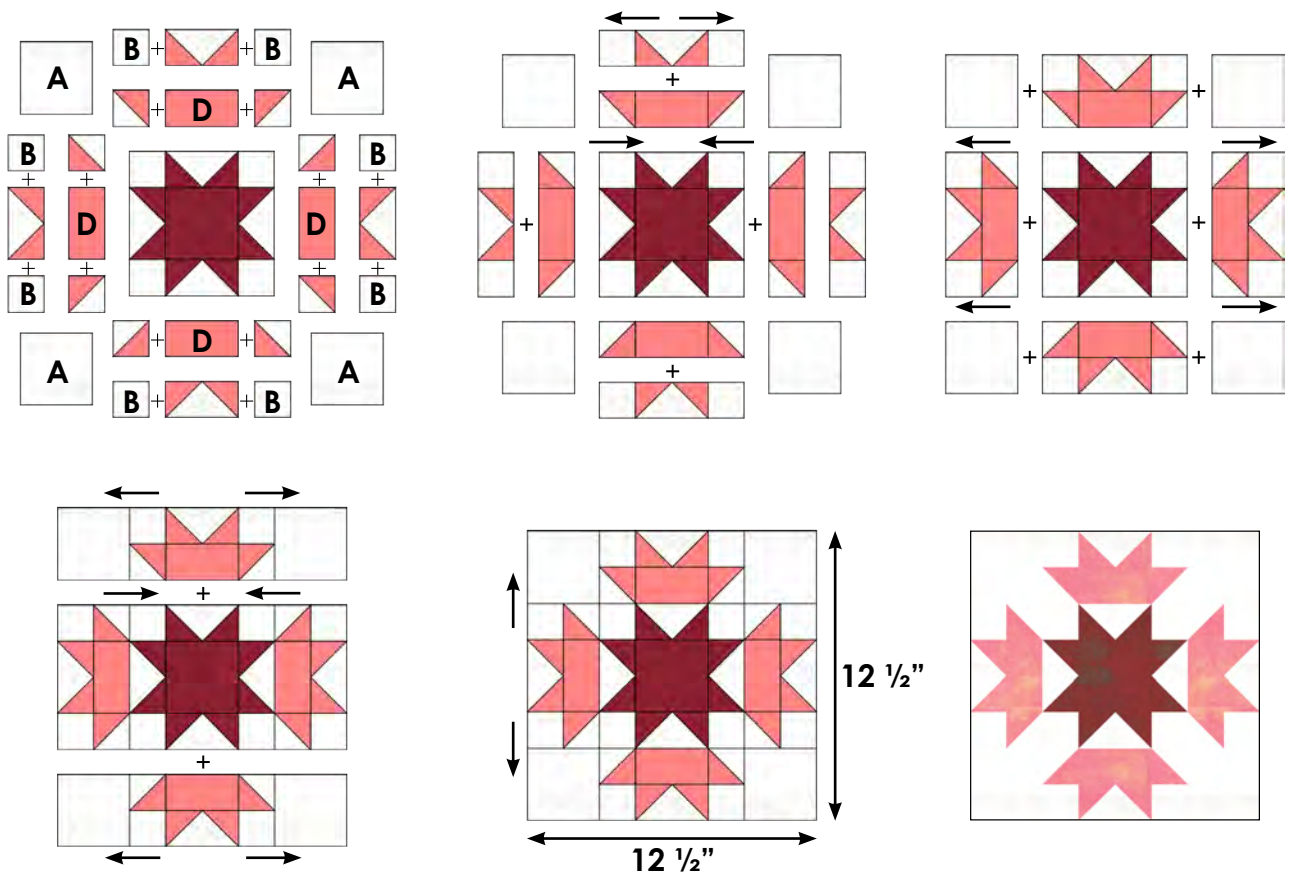 B + + B
A A
+ D +
B B
+ + + +
D D
+ + + +
B B
+ D +
A A
B + + B
+
+ +
+
+ +
+ +
+ +
+
+
12 ½”
12 ½”